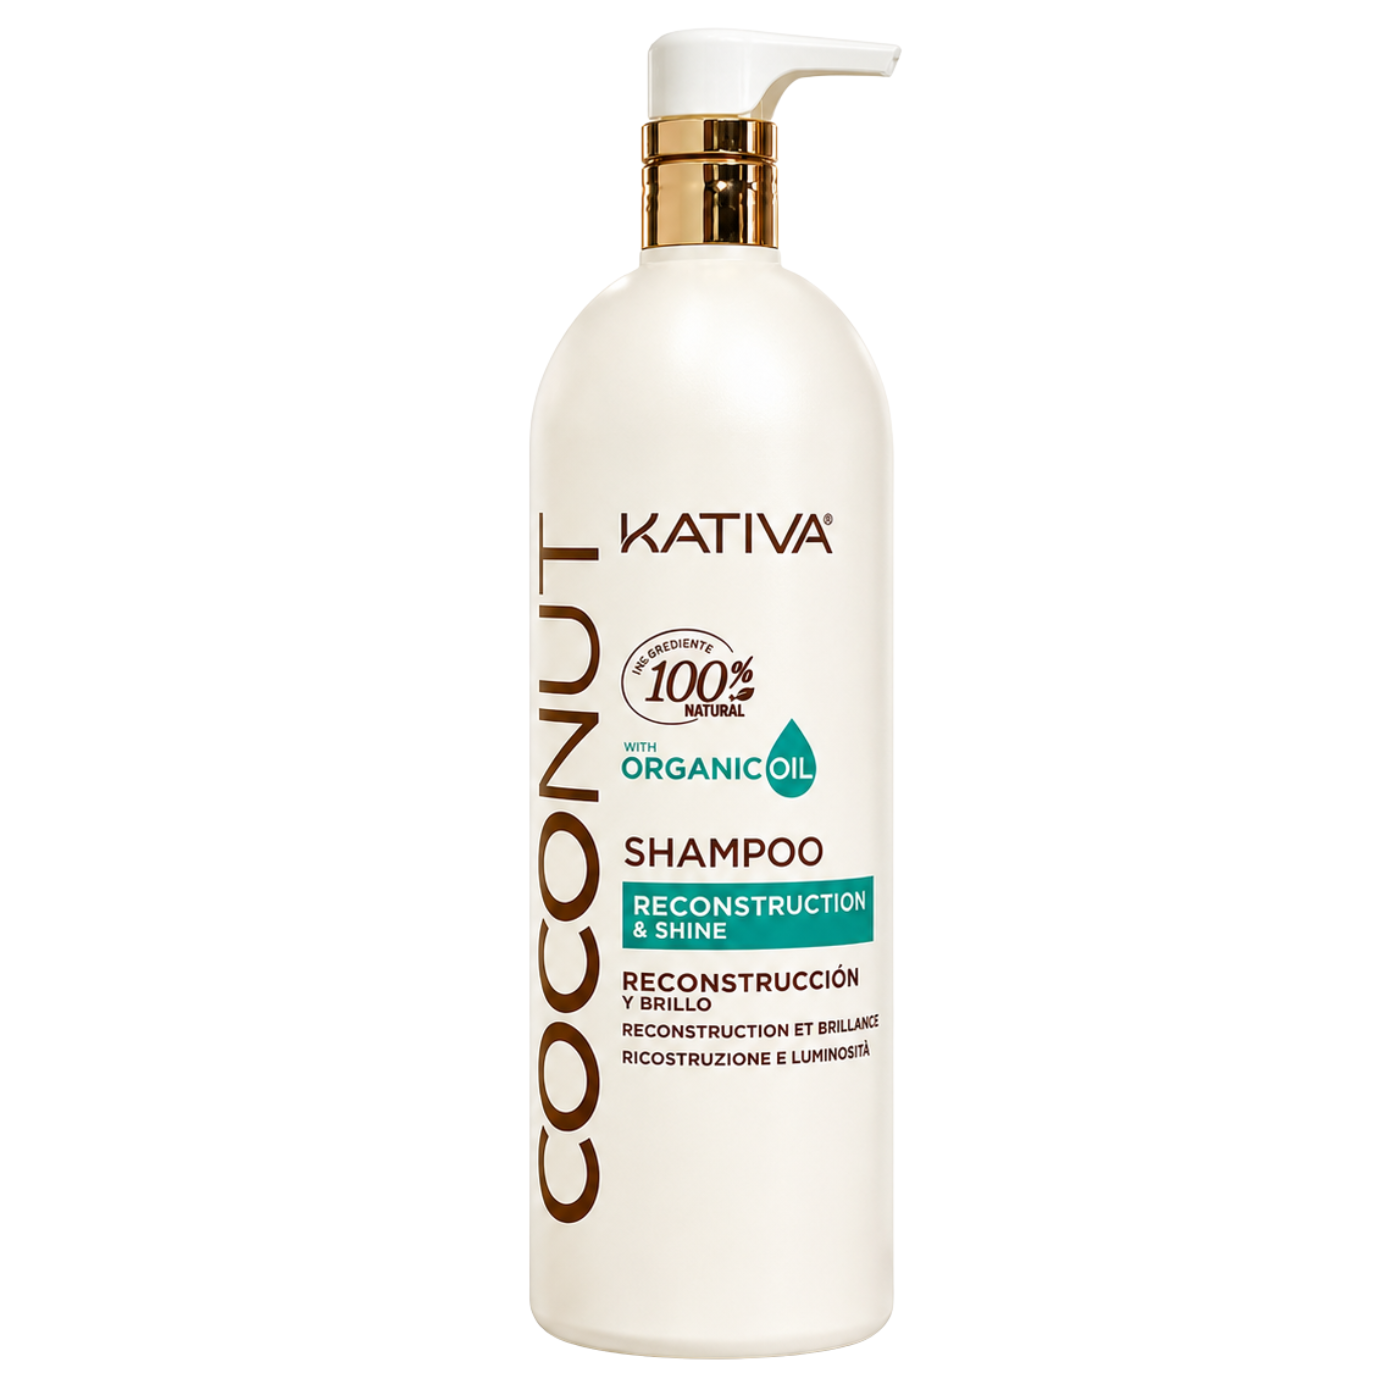 COCONUT
KATIVA®
INGREDIENTE
100%
NATURAL
WITH
ORGANIC OIL
SHAMPOO
RECONSTRUCTION
& SHINE
RECONSTRUCCIÓN
Y BRILLO
RECONSTRUCTION ET BRILLANCE
RICOSTRUZIONE E LUMINOSITÀ